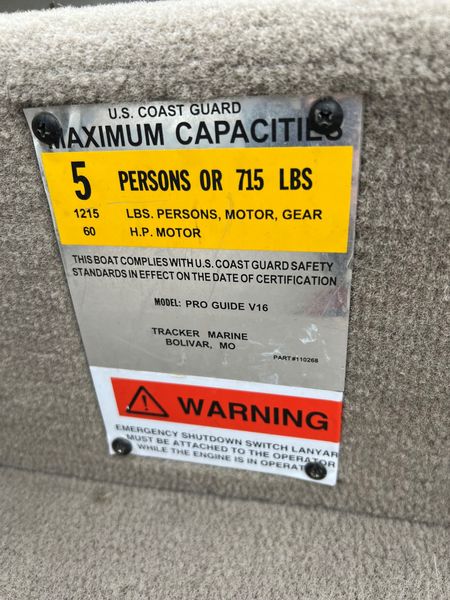 U.S. COAST GUARD
MAXIMUM CAPACITIES
5 PERSONS OR 715 LBS
1215 LBS. PERSONS, MOTOR, GEAR
60 H.P. MOTOR
THIS BOAT COMPLIES WITH U.S. COAST GUARD SAFETY
STANDARDS IN EFFECT ON THE DATE OF CERTIFICATION
MODEL: PRO GUIDE V16
TRACKER MARINE
BOLIVAR, MO
PART#110268
WARNING
EMERGENCY SHUTDOWN SWITCH LANYAR
MUST BE ATTACHED TO THE OPERATOR
WHILE THE ENGINE IS IN OPERAT